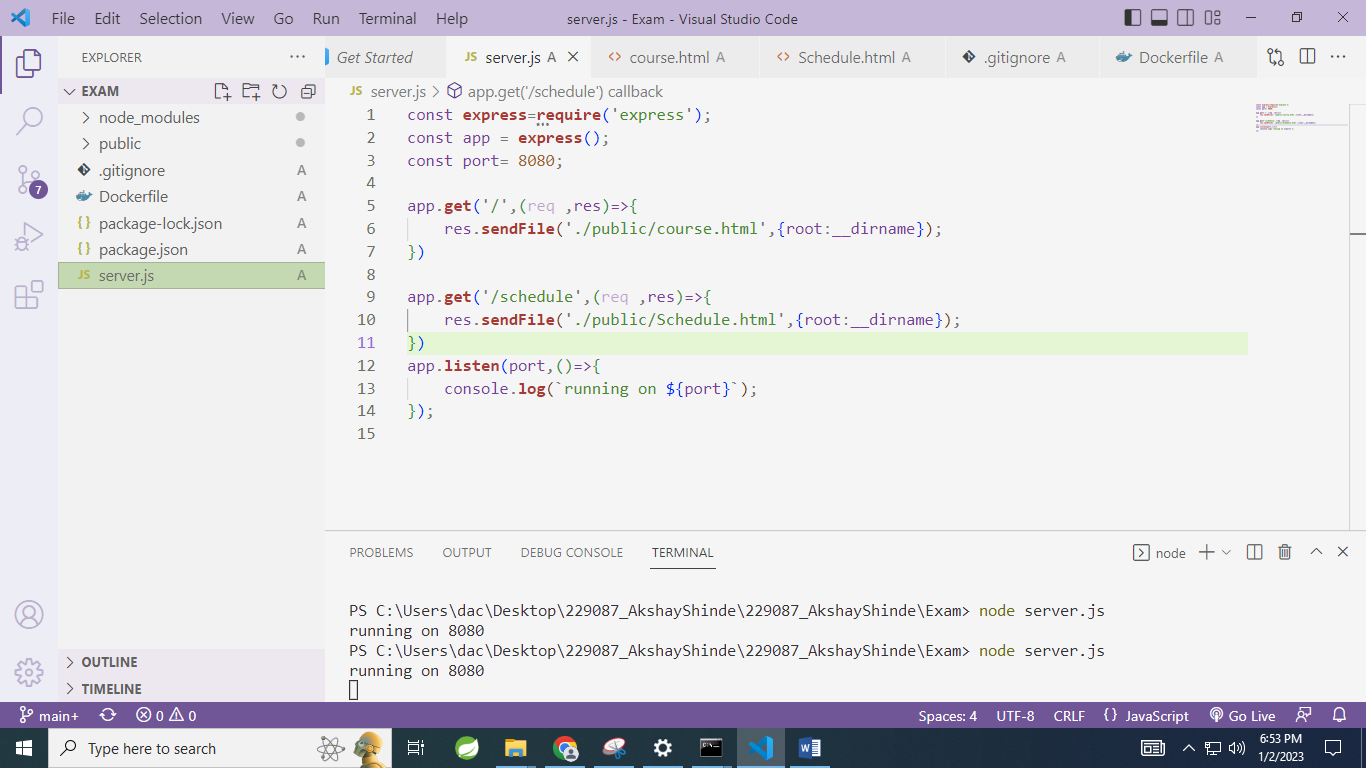 File Edit Selection View Go Run Terminal Help server.js - Exam - Visual Studio Code
EXPLORER ···
Get Started JS server.js A course.html A Schedule.html A .gitignore A Dockerfile A ···
EXAM
JS server.js > app.get('/schedule') callback
node_modules
public
.gitignore A
Dockerfile A
{} package-lock.json A
{} package.json A
JS server.js A
1 const express=require('express');
2 const app = express();
3 const port= 8080;
4
5 app.get('/',(req ,res)=>{
6 res.sendFile('./public/course.html',{root:__dirname});
7 })
8
9 app.get('/schedule',(req ,res)=>{
10 res.sendFile('./public/Schedule.html',{root:__dirname});
11 })
12 app.listen(port,()=>{
13 console.log(`running on ${port}`);
14 });
15
7
PROBLEMS OUTPUT DEBUG CONSOLE TERMINAL node ···
PS C:\Users\dac\Desktop\229087_AkshayShinde\229087_AkshayShinde\Exam> node server.js
running on 8080
PS C:\Users\dac\Desktop\229087_AkshayShinde\229087_AkshayShinde\Exam> node server.js
running on 8080
OUTLINE
TIMELINE
main+ 0 0 Spaces: 4 UTF-8 CRLF {} JavaScript Go Live
Type here to search
6:53 PM
1/2/2023